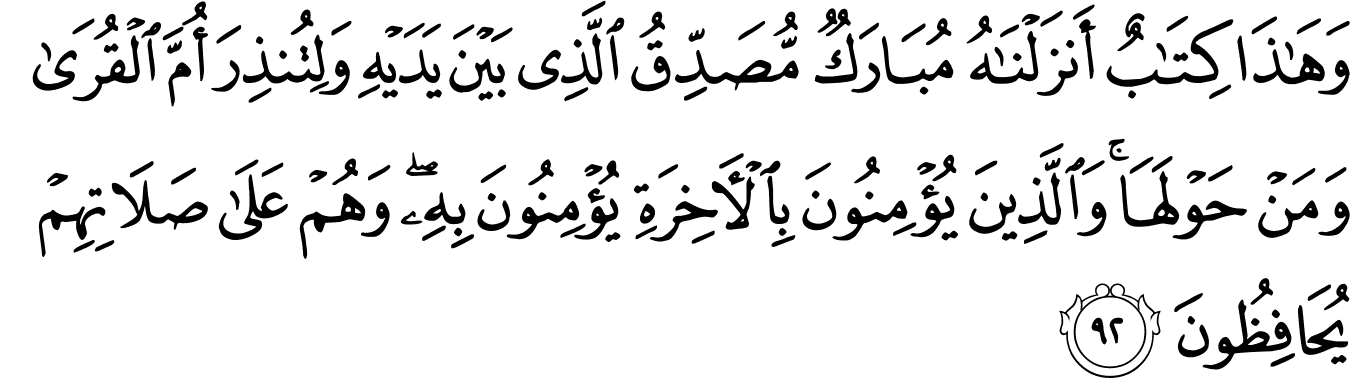 وَهَـٰذَا كِتَـٰبٌ أَنزَلْنَـٰهُ مُبَارَكٌ مُّصَدِّقُ ٱلَّذِى بَيْنَ يَدَيْهِ وَلِتُنذِرَ أُمَّ ٱلْقُرَىٰ
وَمَنْ حَوْلَهَا ۚ وَٱلَّذِينَ يُؤْمِنُونَ بِٱلْـَٔاخِرَةِ يُؤْمِنُونَ بِهِۦ ۖ وَهُمْ عَلَىٰ صَلَاتِهِمْ
يُحَافِظُونَ ٩٢